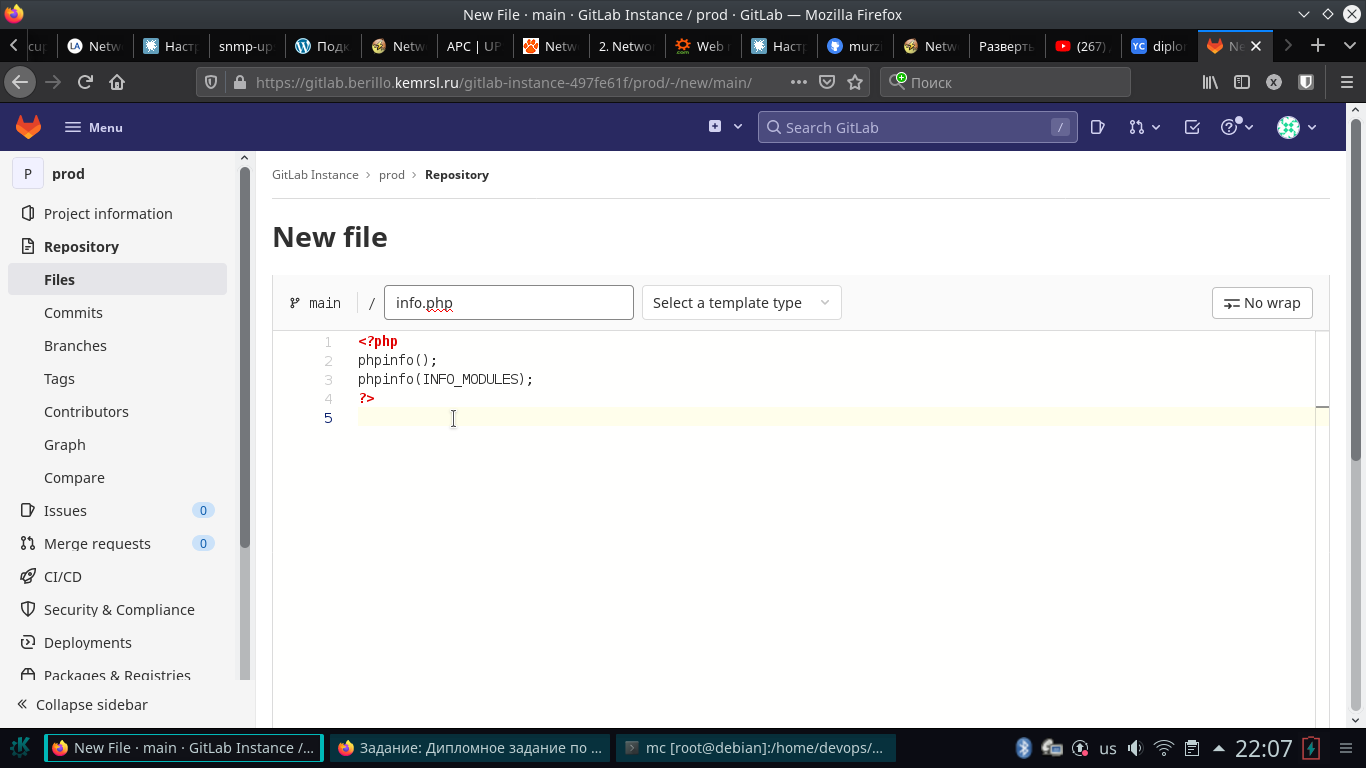 New File · main · GitLab Instance / prod · GitLab — Mozilla Firefox
Netw
Настр
snmp-up
Подк
Netw
APC | UP
Netw
2. Netwo
Web
Настр
murzi
Netw
Разверть
(267)
diplo
https://gitlab.berillo.kemrsl.ru/gitlab-instance-497fe61f/prod/-/new/main/
Поиск
Menu
Search GitLab
/
P prod
GitLab Instance › prod › Repository
Project information
Repository
New file
Files
main / info.php
Select a template type
No wrap
Commits
Branches
Tags
Contributors
Graph
Compare
Issues 0
Merge requests 0
CI/CD
Security & Compliance
Deployments
Packages & Registries
Collapse sidebar
1 <?php
2 phpinfo();
3 phpinfo(INFO_MODULES);
4 ?>
5
New File · main · GitLab Instance /...
Задание: Дипломное задание по ...
mc [root@debian]:/home/devops/...
us
22:07